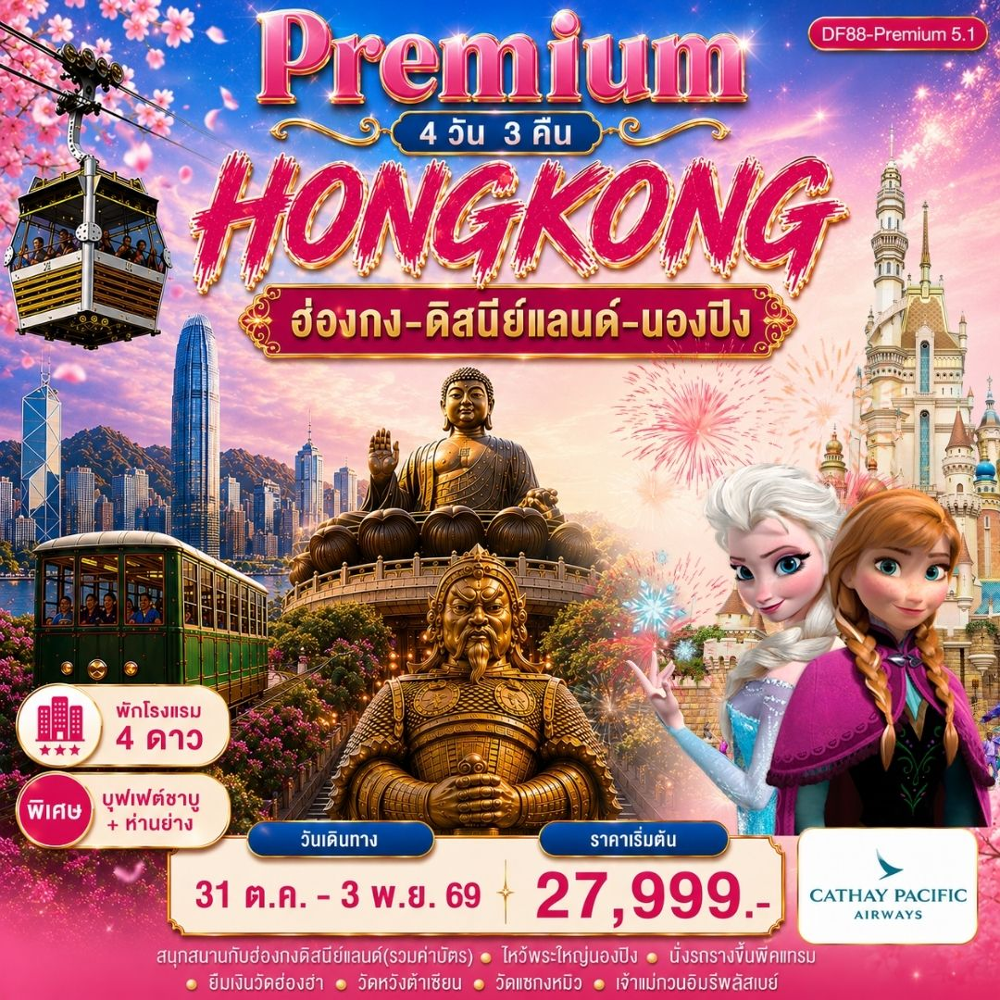 DF88-Premium 5.1
Premium
4 วัน 3 คืน
HONGKONG
ฮ่องกง-ดิสนีย์แลนด์-นองปิง
พักโรงแรม
4 ดาว
พิเศษ
บุฟเฟต์ชาบู
+ ห่านย่าง
วันเดินทาง
31 ต.ค. - 3 พ.ย. 69
ราคาเริ่มต้น
27,999.-
CATHAY PACIFIC
AIRWAYS
สนุกสนานกับฮ่องกงดิสนีย์แลนด์(รวมค่าบัตร) • ไหว้พระใหญ่นองปิง • นั่งรถรางขึ้นพีคแทรม
• ยืมเงินวัดฮ่องฮำ • วัดหวังต้าเซียน • วัดแชกงหมิว • เจ้าแม่กวนอิมรีพลัสเบย์